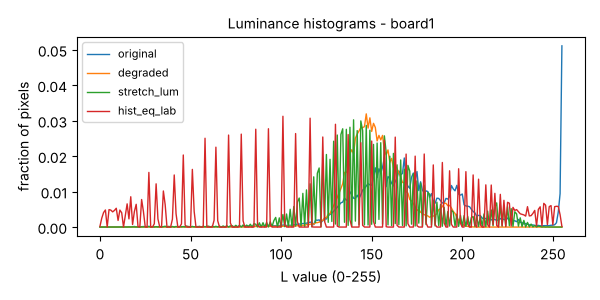 Luminance histograms - board1
fraction of pixels
0.05
0.04
0.03
0.02
0.01
0.00
original
degraded
stretch_lum
hist_eq_lab
0 50 100 150 200 250
L value (0-255)